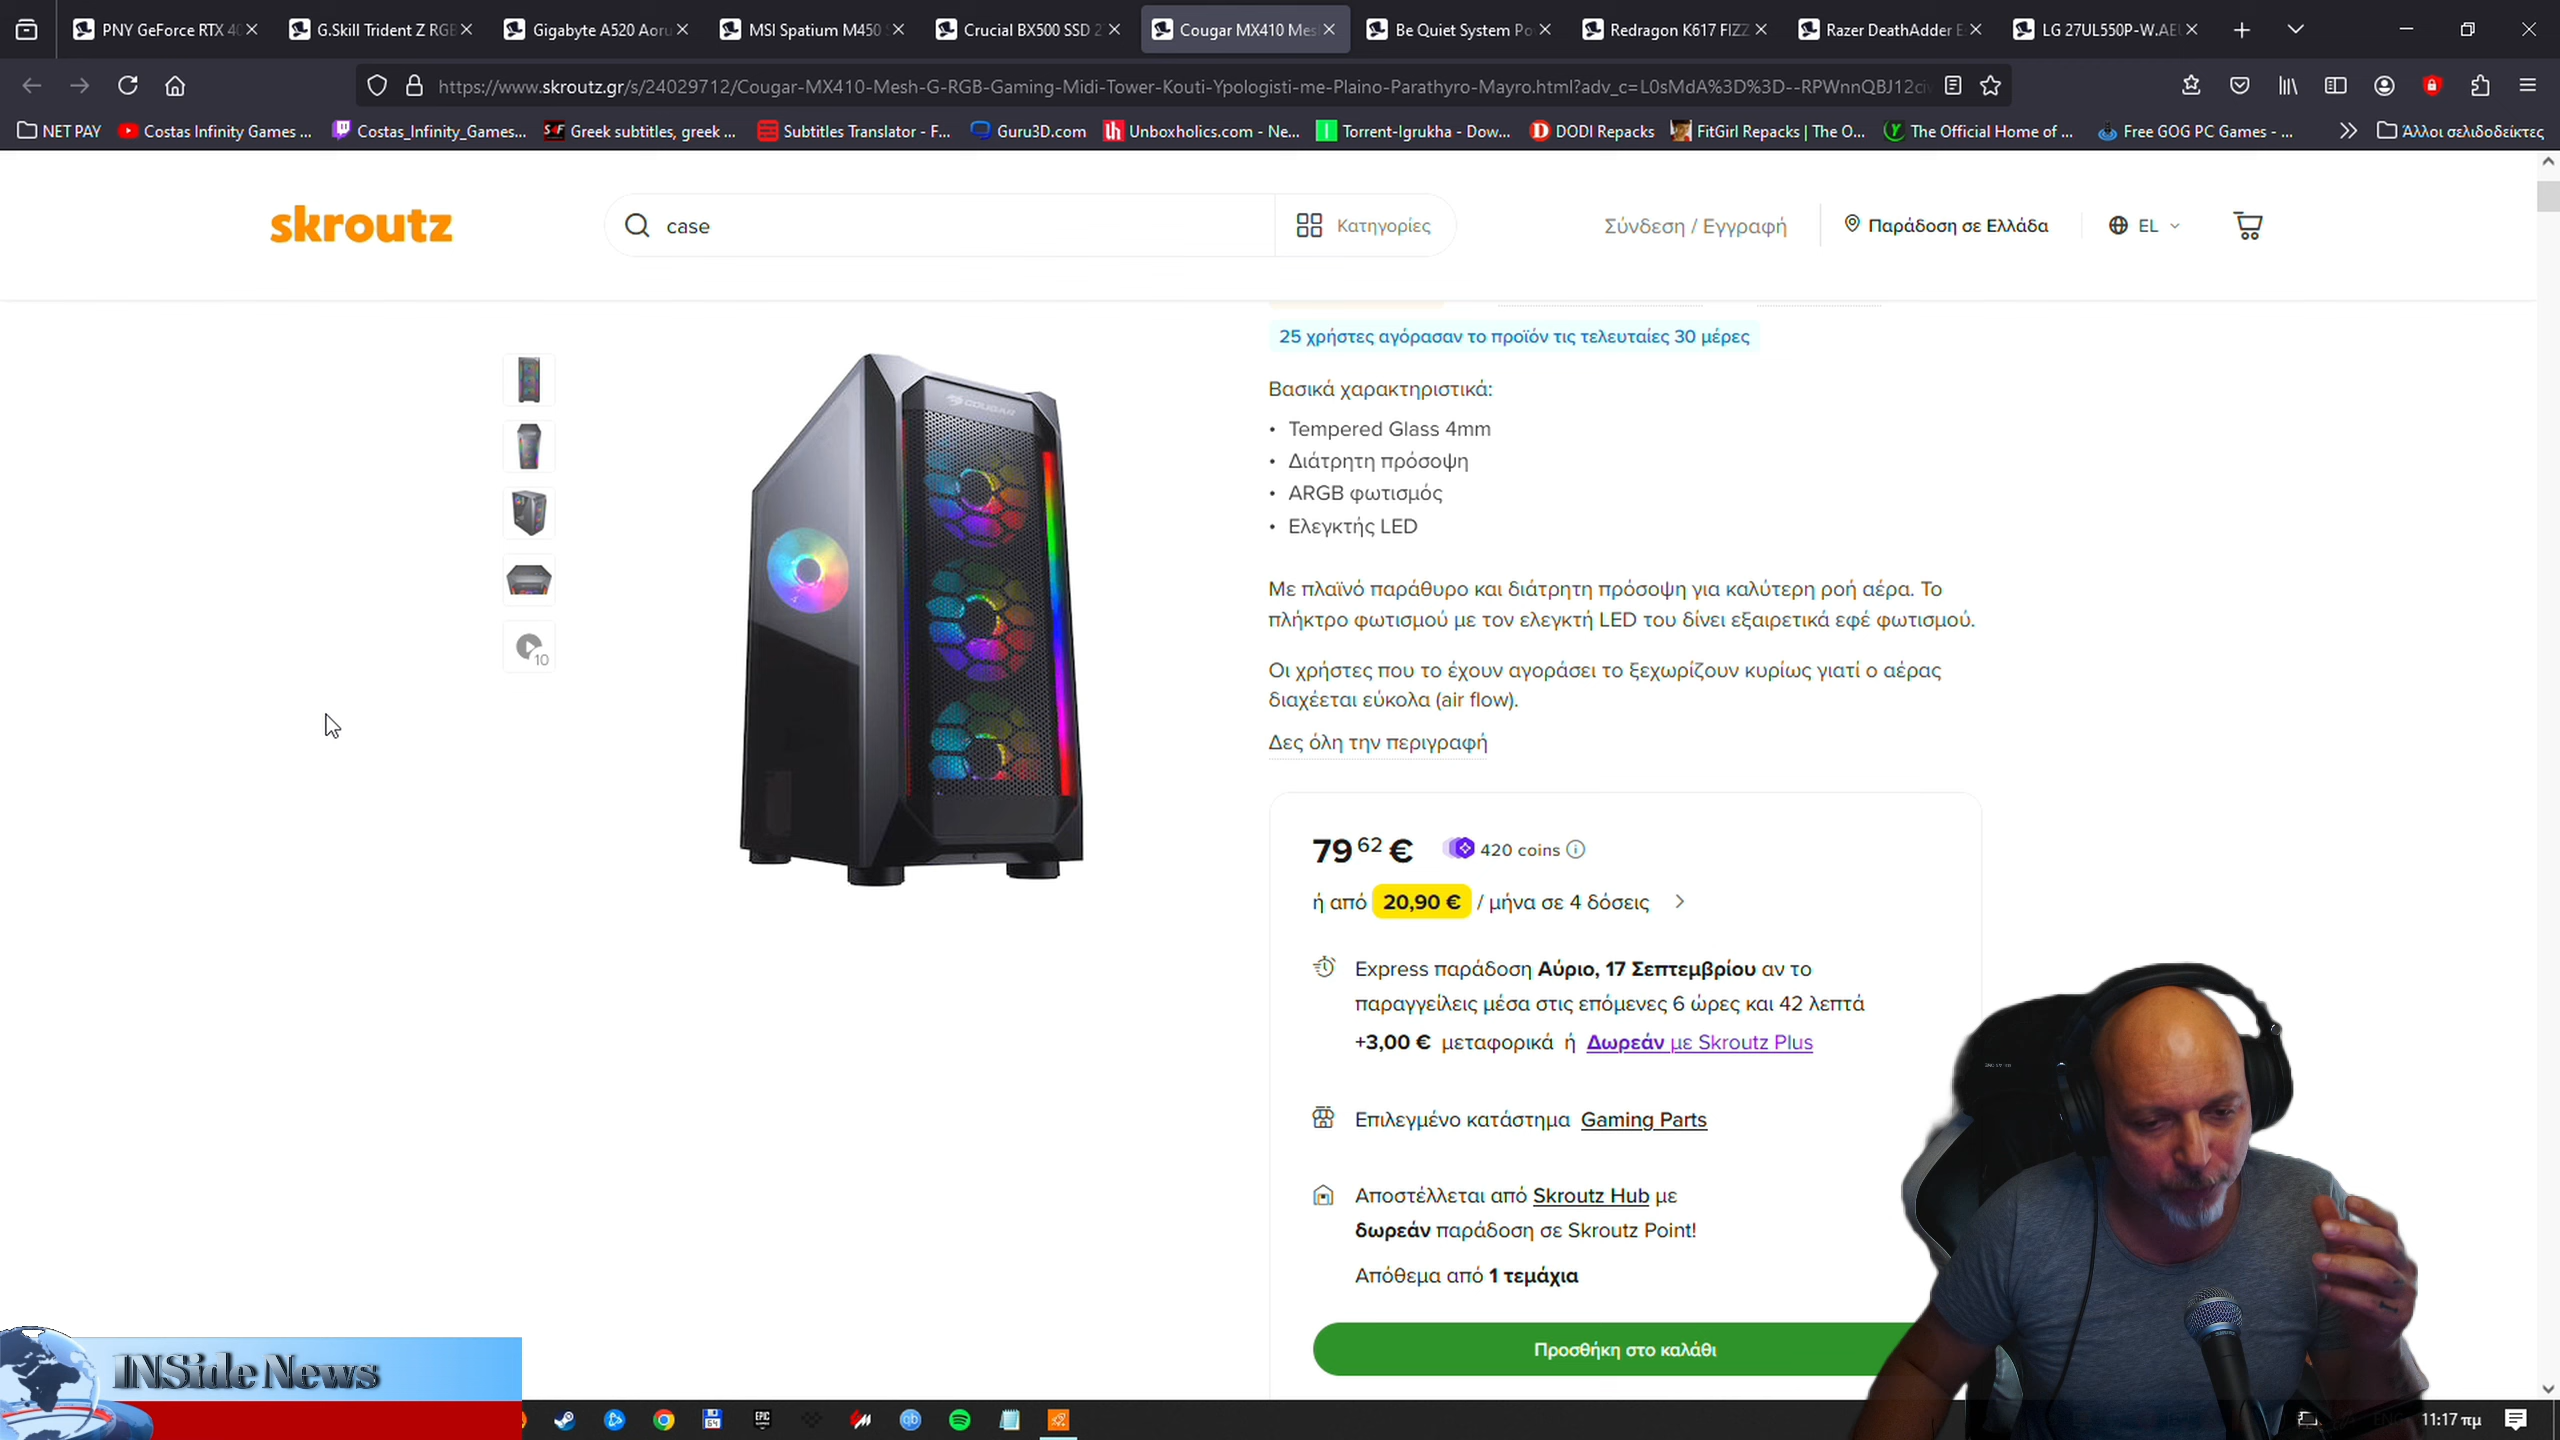 PNY GeForce RTX 40
G.Skill Trident Z RGB
Gigabyte A520 Aoru
MSI Spatium M450 S
Crucial BX500 SSD 2
Cougar MX410 Mes
Be Quiet System Po
Redragon K617 FIZZ
Razer DeathAdder E
LG 27UL550P-W.AEU
https://www.skroutz.gr/s/24029712/Cougar-MX410-Mesh-G-RGB-Gaming-Midi-Tower-Kouti-Ypologisti-me-Plaino-Parathyro-Mayro.html?adv_c=L0sMdA%3D%3D--RPWnnQBJ12ci
NET PAY
Costas Infinity Games ...
Costas_Infinity_Games...
Greek subtitles, greek ...
Subtitles Translator - F...
Guru3D.com
Unboxholics.com - Ne...
Torrent-Igrukha - Dow...
DODI Repacks
FitGirl Repacks | The O...
The Official Home of ...
Free GOG PC Games - ...
Άλλοι σελιδοδείκτες
skroutz
case
Κατηγορίες
Σύνδεση / Εγγραφή
Παράδοση σε Ελλάδα
EL
25 χρήστες αγόρασαν το προϊόν τις τελευταίες 30 μέρες
Βασικά χαρακτηριστικά:
• Tempered Glass 4mm
• Διάτρητη πρόσοψη
• ARGB φωτισμός
• Ελεγκτής LED
Με πλαϊνό παράθυρο και διάτρητη πρόσοψη για καλύτερη ροή αέρα. Το
πλήκτρο φωτισμού με τον ελεγκτή LED του δίνει εξαιρετικά εφέ φωτισμού.
Οι χρήστες που το έχουν αγοράσει το ξεχωρίζουν κυρίως γιατί ο αέρας
διαχέεται εύκολα (air flow).
Δες όλη την περιγραφή
COUGAR
10
79 62 €
420 coins
ή από 20,90 € / μήνα σε 4 δόσεις
Express παράδοση Αύριο, 17 Σεπτεμβρίου αν το
παραγγείλεις μέσα στις επόμενες 6 ώρες και 42 λεπτά
+3,00 € μεταφορικά ή Δωρεάν με Skroutz Plus
Επιλεγμένο κατάστημα Gaming Parts
Αποστέλλεται από Skroutz Hub με
δωρεάν παράδοση σε Skroutz Point!
Απόθεμα από 1 τεμάχια
Προσθήκη στο καλάθι
INSide News
64
EPIC
qb
ENG
11:17 πμ